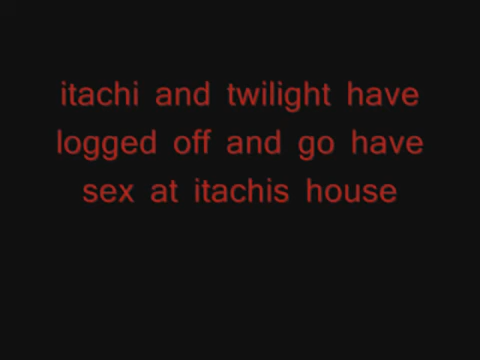 itachi and twilight have
logged off and go have
sex at itachis house